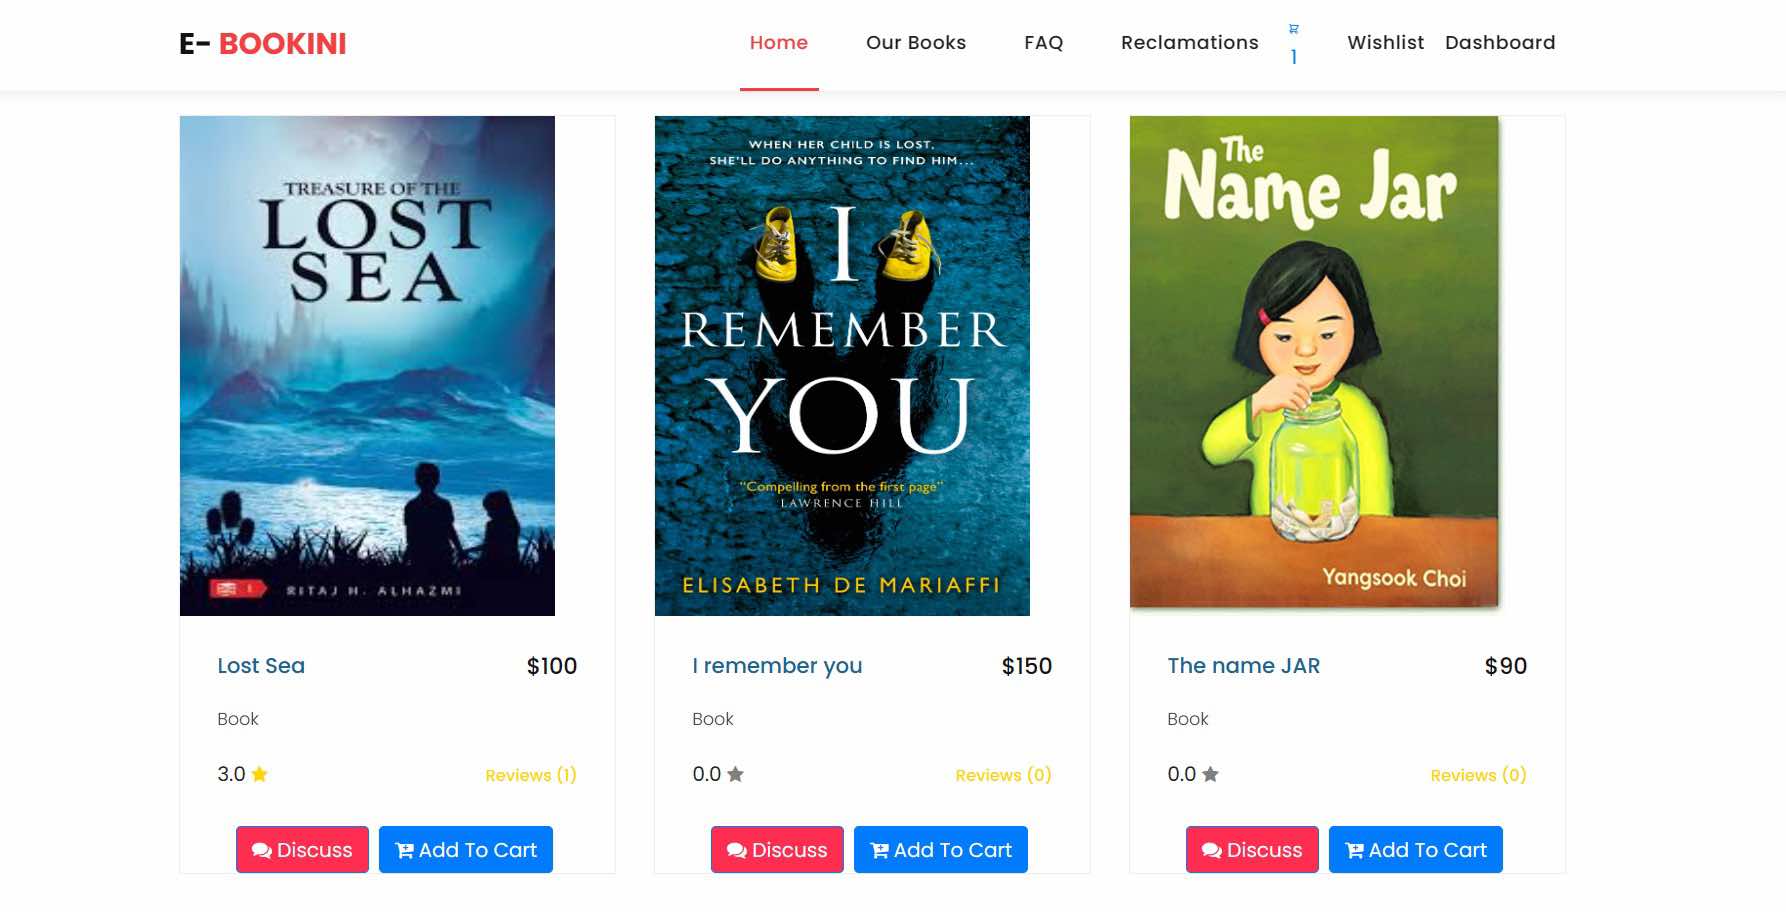 E- BOOKINI
Home
Our Books
FAQ
Reclamations
1
Wishlist
Dashboard
TREASURE OF THE
LOST
SEA
RITAJ H. ALHAZMI
WHEN HER CHILD IS LOST,
SHE'LL DO ANYTHING TO FIND HIM...
I
REMEMBER
YOU
"Compelling from the first page"
LAWRENCE HILL
ELISABETH DE MARIAFFI
The
Name Jar
Yangsook Choi
Lost Sea
$100
Book
3.0
Reviews (1)
Discuss
Add To Cart
I remember you
$150
Book
0.0
Reviews (0)
Discuss
Add To Cart
The name JAR
$90
Book
0.0
Reviews (0)
Discuss
Add To Cart